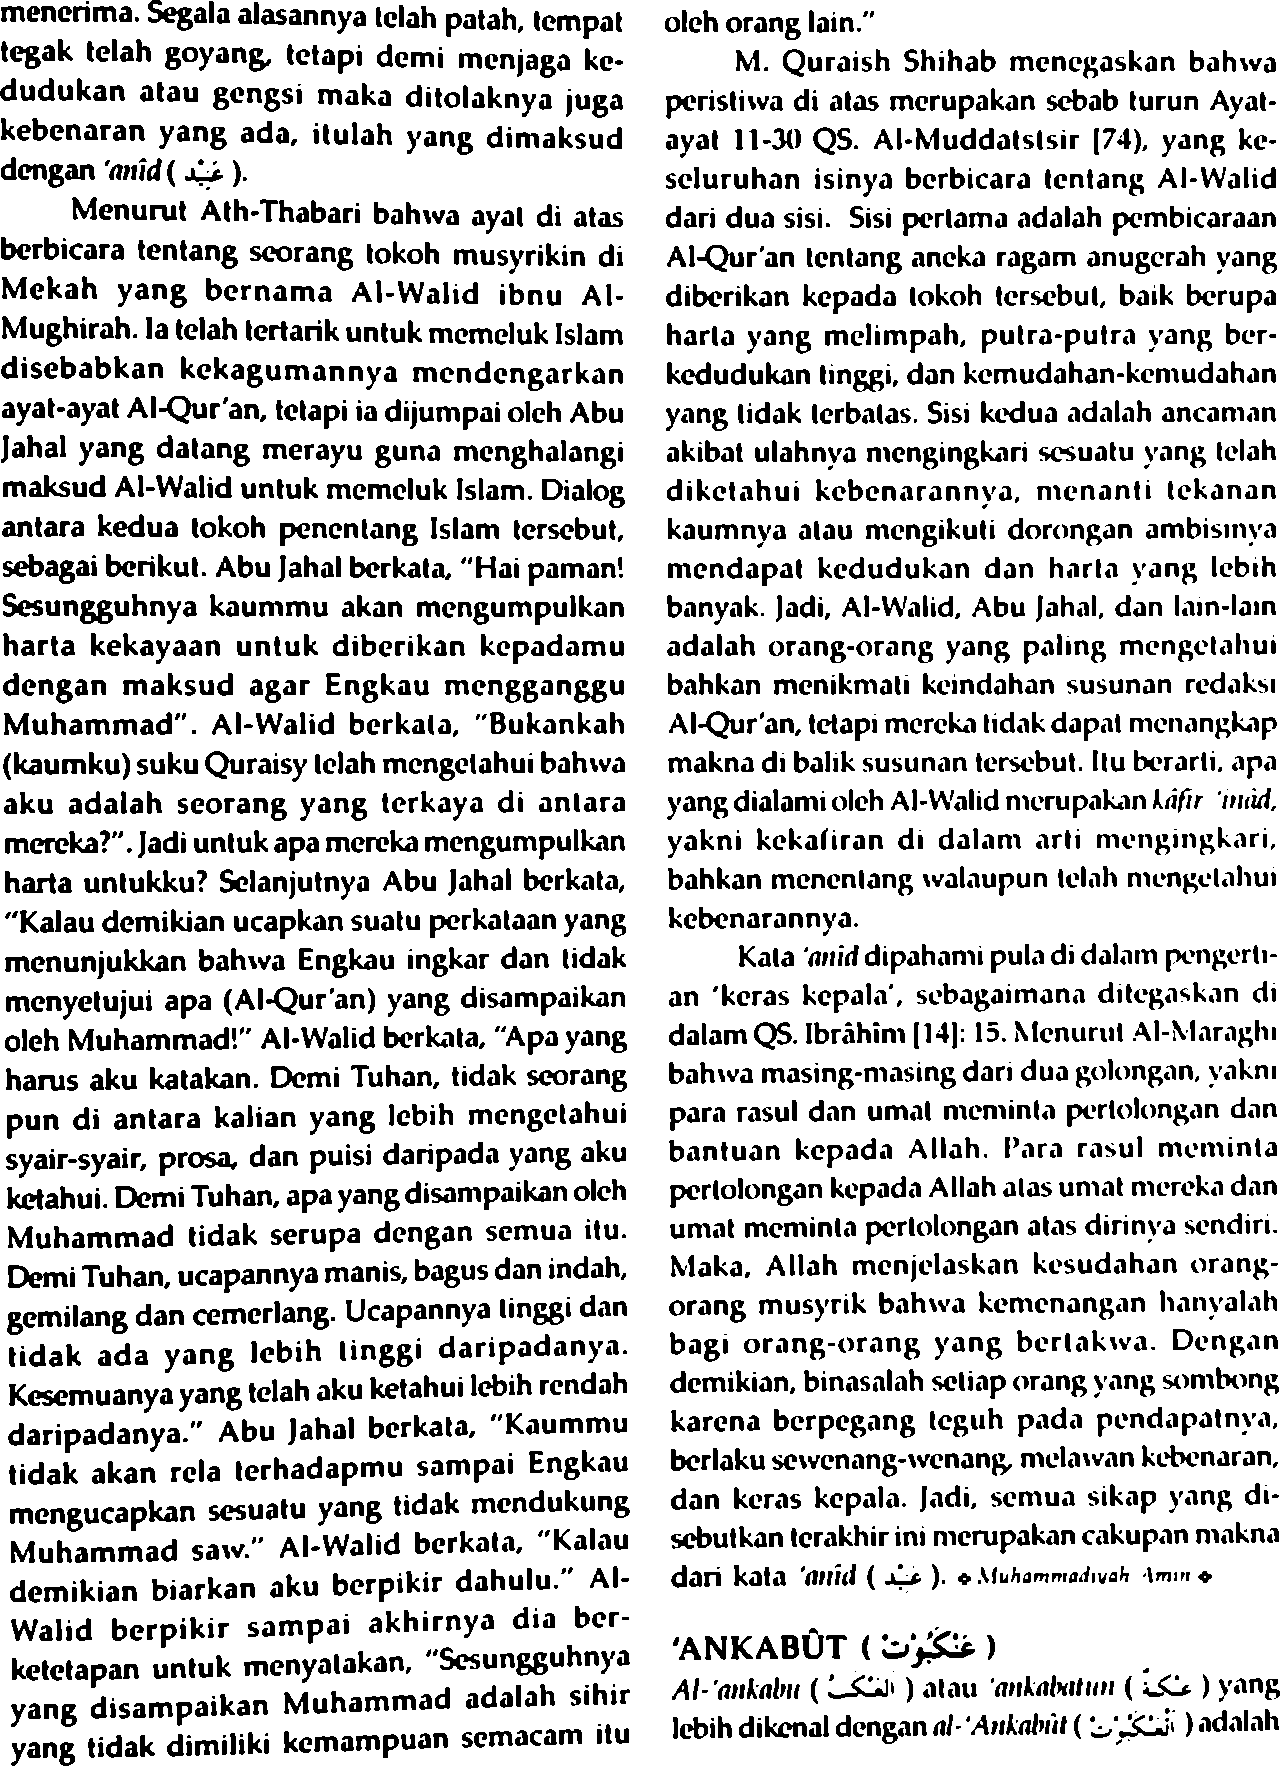 menerima. Segala alasannya telah patah, tempat
tegak telah goyang, tetapi demi menjaga ke-
dudukan atau gengsi maka ditolaknya juga
kebenaran yang ada, itulah yang dimaksud
dengan 'anîd ( عَنِيْد ).
Menurut Ath-Thabari bahwa ayat di atas
berbicara tentang seorang tokoh musyrikin di
Mekah yang bernama Al-Walid ibnu Al-
Mughirah. Ia telah tertarik untuk memeluk Islam
disebabkan kekagumannya mendengarkan
ayat-ayat Al-Qur'an, tetapi ia dijumpai oleh Abu
Jahal yang datang merayu guna menghalangi
maksud Al-Walid untuk memeluk Islam. Dialog
antara kedua tokoh penentang Islam tersebut,
sebagai berikut. Abu Jahal berkata, "Hai paman!
Sesungguhnya kaummu akan mengumpulkan
harta kekayaan untuk diberikan kepadamu
dengan maksud agar Engkau mengganggu
Muhammad". Al-Walid berkata, "Bukankah
(kaumku) suku Quraisy telah mengetahui bahwa
aku adalah seorang yang terkaya di antara
mereka?". Jadi untuk apa mereka mengumpulkan
harta untukku? Selanjutnya Abu Jahal berkata,
"Kalau demikian ucapkan suatu perkataan yang
menunjukkan bahwa Engkau ingkar dan tidak
menyetujui apa (Al-Qur'an) yang disampaikan
oleh Muhammad!" Al-Walid berkata, "Apa yang
harus aku katakan. Demi Tuhan, tidak seorang
pun di antara kalian yang lebih mengetahui
syair-syair, prosa, dan puisi daripada yang aku
ketahui. Demi Tuhan, apa yang disampaikan oleh
Muhammad tidak serupa dengan semua itu.
Demi Tuhan, ucapannya manis, bagus dan indah,
gemilang dan cemerlang. Ucapannya tinggi dan
tidak ada yang lebih tinggi daripadanya.
Kesemuanya yang telah aku ketahui lebih rendah
daripadanya." Abu Jahal berkata, "Kaummu
tidak akan rela terhadapmu sampai Engkau
mengucapkan sesuatu yang tidak mendukung
Muhammad saw." Al-Walid berkata, "Kalau
demikian biarkan aku berpikir dahulu." Al-
Walid berpikir sampai akhirnya dia ber-
ketetapan untuk menyatakan, "Sesungguhnya
yang disampaikan Muhammad adalah sihir
yang tidak dimiliki kemampuan semacam itu
oleh orang lain."
M. Quraish Shihab menegaskan bahwa
peristiwa di atas merupakan sebab turun Ayat-
ayat 11-30 QS. Al-Muddatstsir [74), yang ke-
seluruhan isinya berbicara tentang Al-Walid
dari dua sisi. Sisi pertama adalah pembicaraan
Al-Qur'an tentang aneka ragam anugerah yang
diberikan kepada tokoh tersebut, baik berupa
harta yang melimpah, putra-putra yang ber-
kedudukan tinggi, dan kemudahan-kemudahan
yang tidak terbatas. Sisi kedua adalah ancaman
akibat ulahnya mengingkari sesuatu yang telah
diketahui kebenarannya, menanti tekanan
kaumnya atau mengikuti dorongan ambisinya
mendapat kedudukan dan harta yang lebih
banyak. Jadi, Al-Walid, Abu Jahal, dan lain-lain
adalah orang-orang yang paling mengetahui
bahkan menikmati keindahan susunan redaksi
Al-Qur'an, tetapi mereka tidak dapat menangkap
makna di balik susunan tersebut. Itu berarti, apa
yang dialami oleh Al-Walid merupakan kâfir 'inâd,
yakni kekafiran di dalam arti mengingkari,
bahkan menentang walaupun telah mengetahui
kebenarannya.
Kata 'anîd dipahami pula di dalam pengerti-
an 'keras kepala', sebagaimana ditegaskan di
dalam QS. Ibrâhîm [14]: 15. Menurut Al-Maraghi
bahwa masing-masing dari dua golongan, yakni
para rasul dan umat meminta pertolongan dan
bantuan kepada Allah. Para rasul meminta
pertolongan kepada Allah atas umat mereka dan
umat meminta pertolongan atas dirinya sendiri.
Maka, Allah menjelaskan kesudahan orang-
orang musyrik bahwa kemenangan hanyalah
bagi orang-orang yang bertakwa. Dengan
demikian, binasalah setiap orang yang sombong
karena berpegang teguh pada pendapatnya,
berlaku sewenang-wenang, melawan kebenaran,
dan keras kepala. Jadi, semua sikap yang di-
sebutkan terakhir ini merupakan cakupan makna
dari kata 'anîd ( عَنِيْد ). ❖ Muhammadiyah Amin ❖
'ANKABÛT ( عَنْكَبُوْت )
Al-'ankabu ( اَلْعَنْكَب ) atau 'ankabatun ( عَنْكَبَة ) yang
lebih dikenal dengan al-'Ankabût ( اَلْعَنْكَبُوْت ) adalah